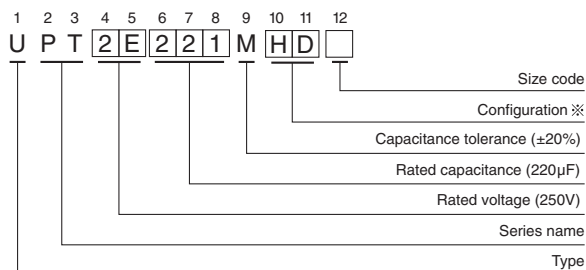 1 2 3 4 5 6 7 8 9 10 11 12
U P T 2 E 2 2 1 M H D
Size code
Configuration ※
Capacitance tolerance (±20%)
Rated capacitance (220µF)
Rated voltage (250V)
Series name
Type